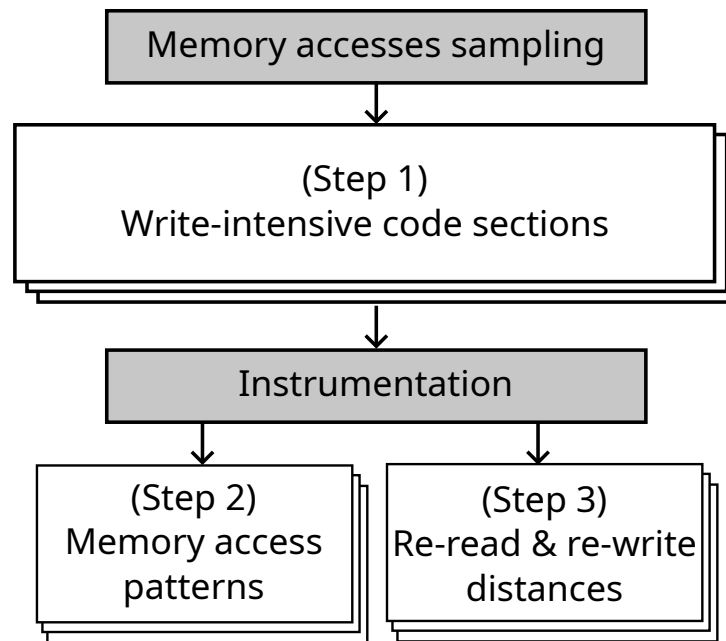 Memory accesses sampling
(Step 1)
Write-intensive code sections
Instrumentation
(Step 2)
Memory access
patterns
(Step 3)
Re-read & re-write
distances